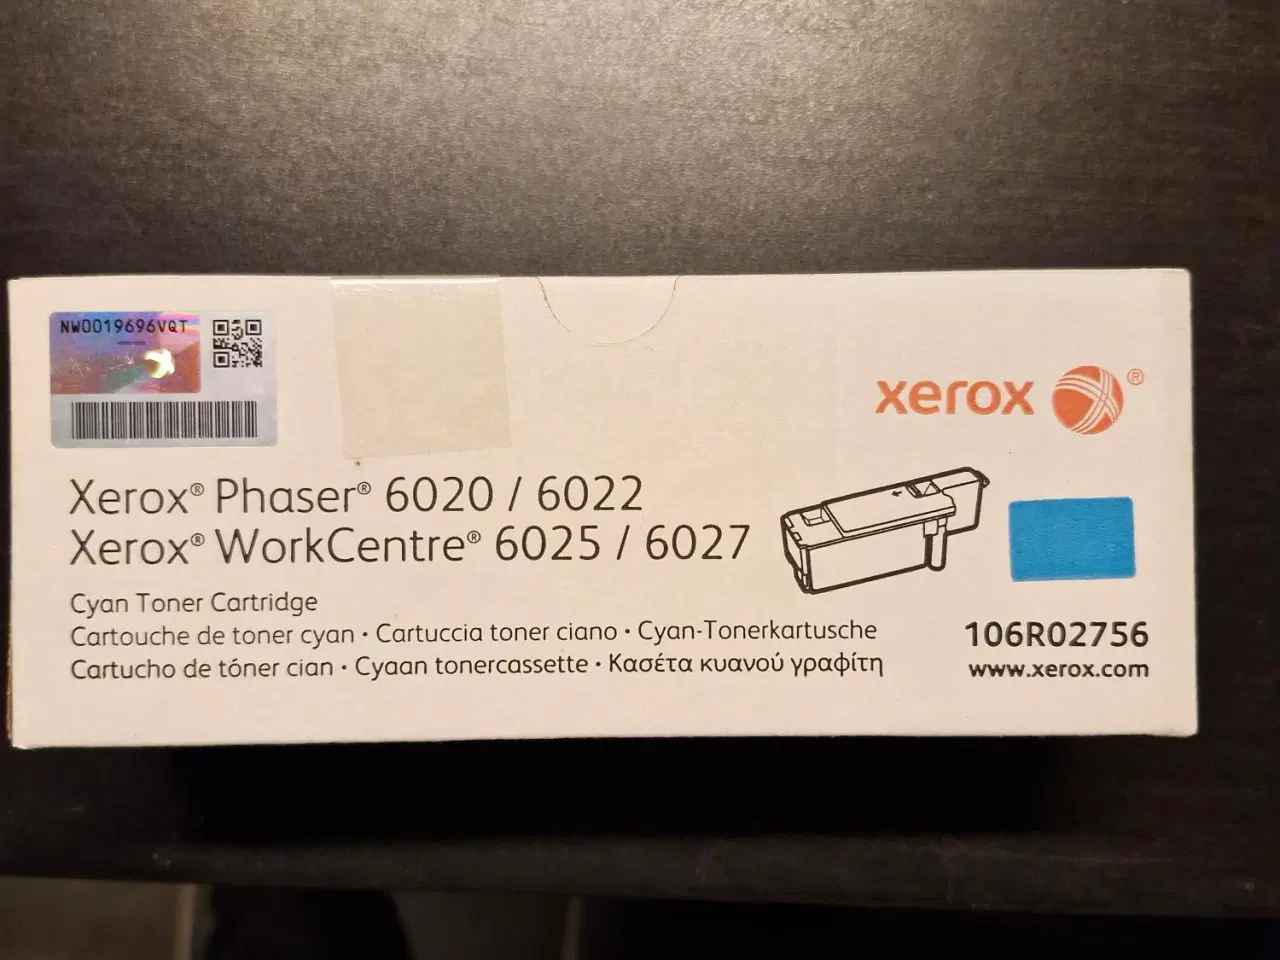 NW0019696VQT
xerox ®
Xerox® Phaser® 6020 / 6022
Xerox® WorkCentre® 6025 / 6027
Cyan Toner Cartridge
Cartouche de toner cyan • Cartuccia toner ciano • Cyan-Tonerkartusche
Cartucho de tóner cian • Cyaan tonercassette • Κασέτα κυανού γραφίτη
106R02756
www.xerox.com